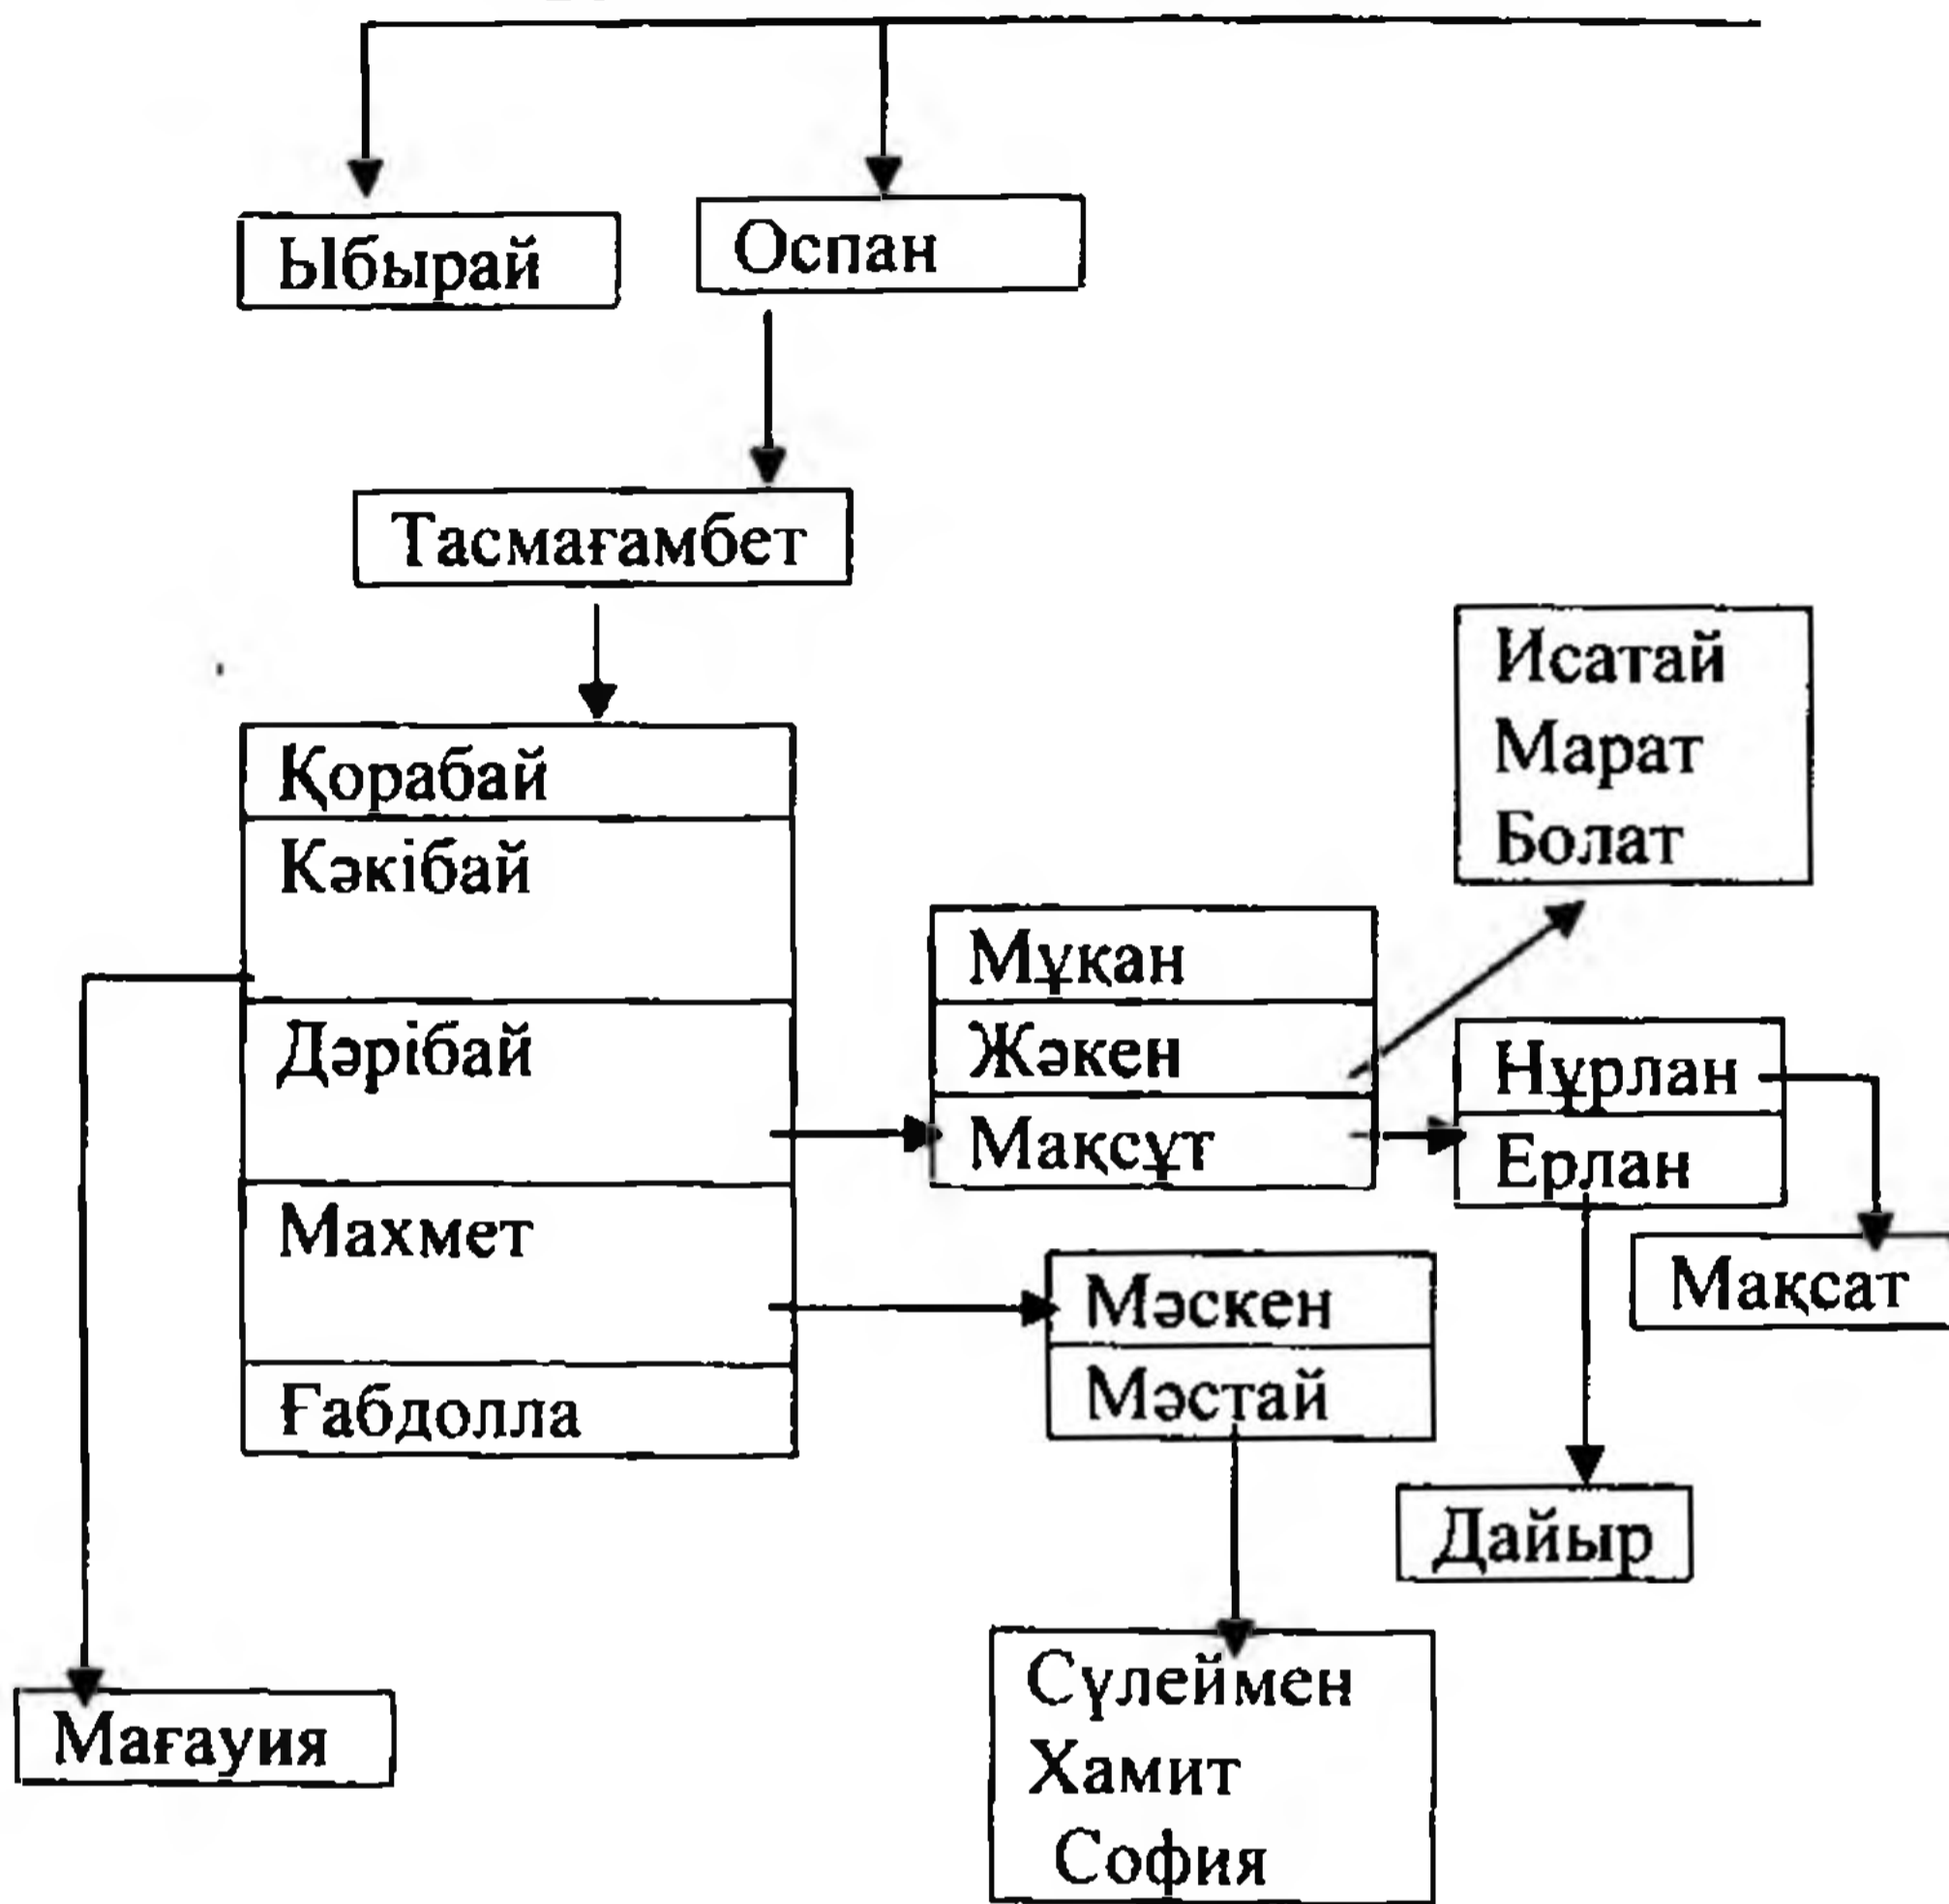 Ыбырай
Оспан
Тасмағамбет
Исатай
Марат
Болат
Қорабай
Кәкібай
Дәрібай
Махмет
Ғабдолла
Мұқан
Жәкен
Мақсұт
Нұрлан
Ерлан
Мақсат
Мәскен
Мәстай
Дайыр
Сүлеймен
Хамит
София
Мағауия